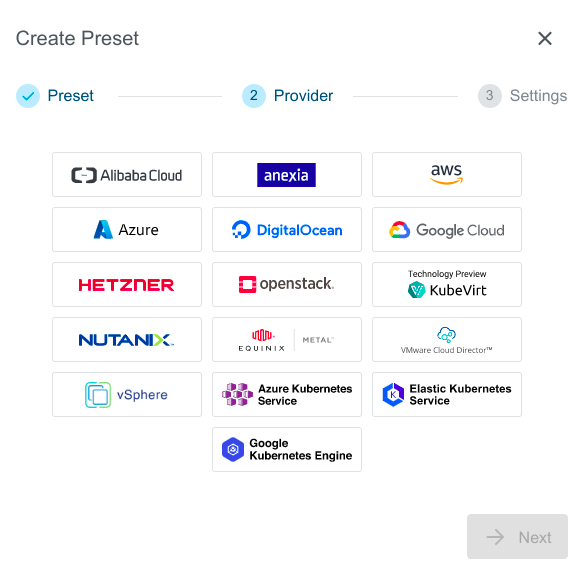 Create Preset
Preset
2
Provider
3
Settings
Alibaba Cloud
anexia
aws
Azure
DigitalOcean
Google Cloud
HETZNER
openstack.
Technology Preview
KubeVirt
NUTANIX™
EQUINIX | METAL®
VMware Cloud Director™
vSphere
Azure Kubernetes
Service
Elastic Kubernetes
Service
Google
Kubernetes Engine
Next